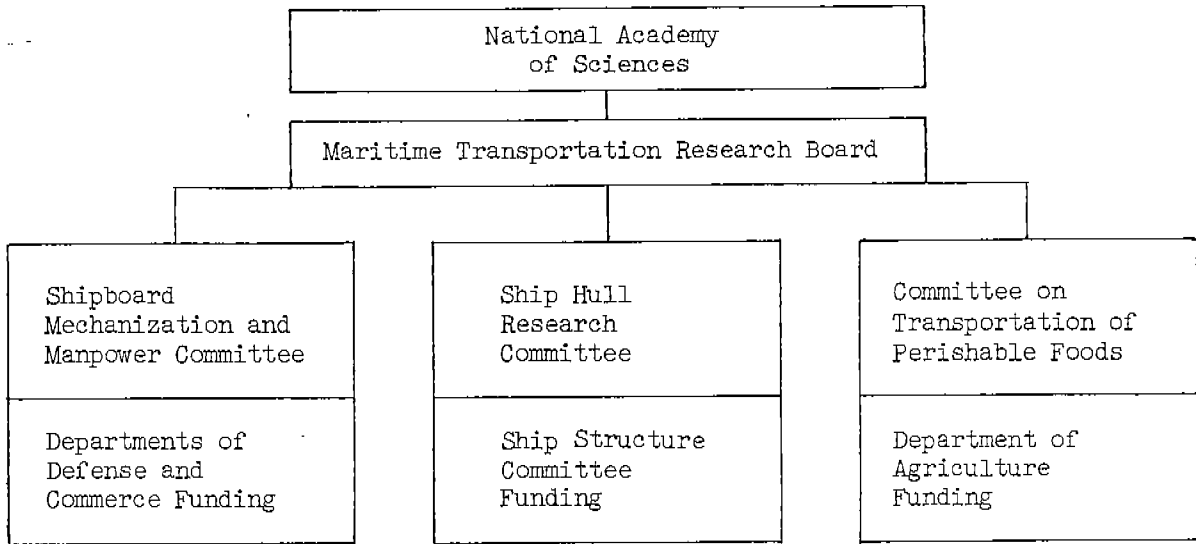 National Academy
of Sciences
Maritime Transportation Research Board
Shipboard
Mechanization and
Manpower Committee
Departments of
Defense and
Commerce Funding
Ship Hull
Research
Committee
Ship Structure
Committee
Funding
Committee on
Transportation of
Perishable Foods
Department of
Agriculture
Funding